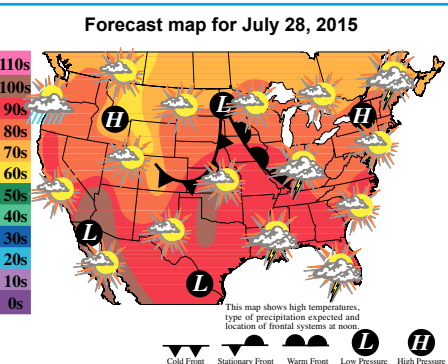 Forecast map for July 28, 2015
110s
100s
90s
80s
70s
60s
50s
40s
30s
20s
10s
0s
L
H
H
L
L
This map shows high temperatures,
type of precipitation expected and
location of frontal systems at noon.
L
H
Cold Front Stationary Front Warm Front Low Pressure High Pressure